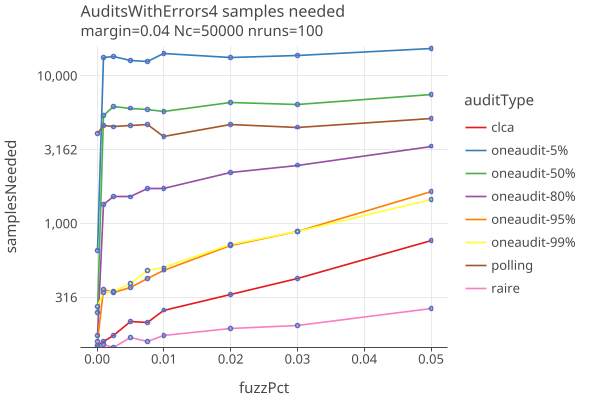 AuditsWithErrors4 samples needed
margin=0.04 Nc=50000 nruns=100
samplesNeeded
10,000
3,162
1,000
316
0.00
0.01
0.02
0.03
0.04
0.05
fuzzPct
auditType
clca
oneaudit-5%
oneaudit-50%
oneaudit-80%
oneaudit-95%
oneaudit-99%
polling
raire